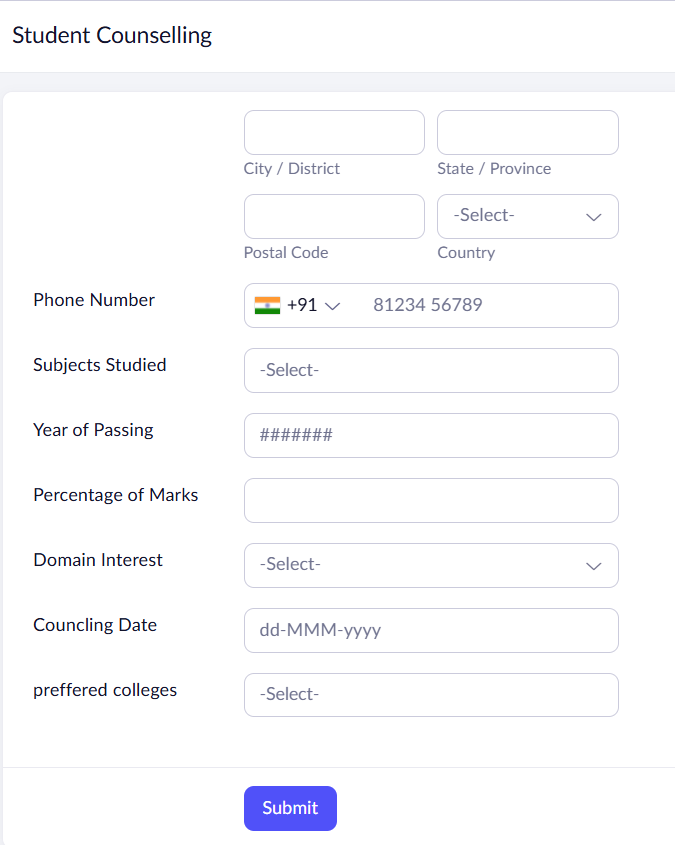 Student Counselling
City / District State / Province
-Select-
Postal Code Country
Phone Number +91 81234 56789
Subjects Studied -Select-
Year of Passing #######
Percentage of Marks
Domain Interest -Select-
Councling Date dd-MMM-yyyy
preffered colleges -Select-
Submit